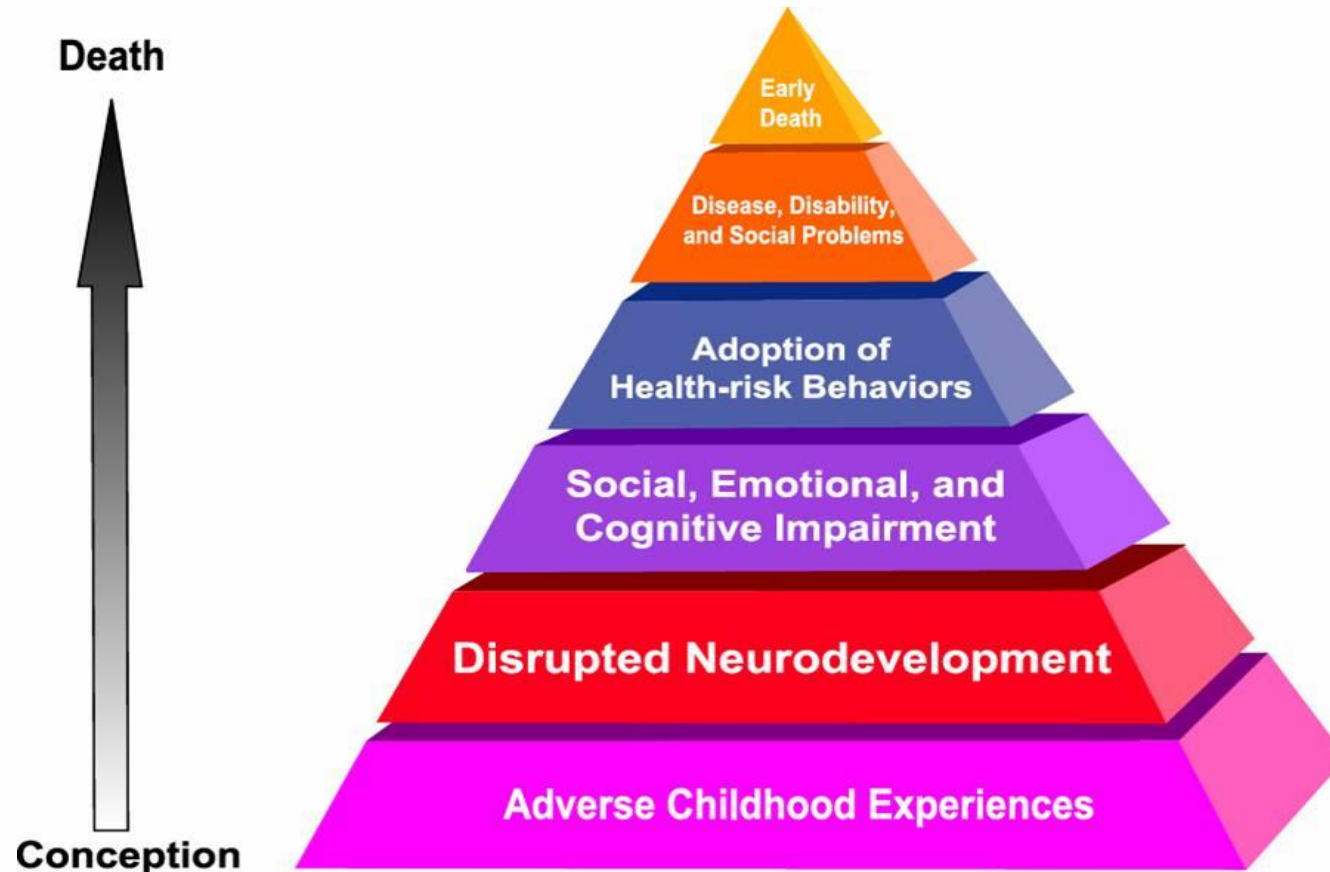 Death
Early
Death
Disease, Disability,
and Social Problems
Adoption of
Health-risk Behaviors
Social, Emotional, and
Cognitive Impairment
Disrupted Neurodevelopment
Adverse Childhood Experiences
Conception